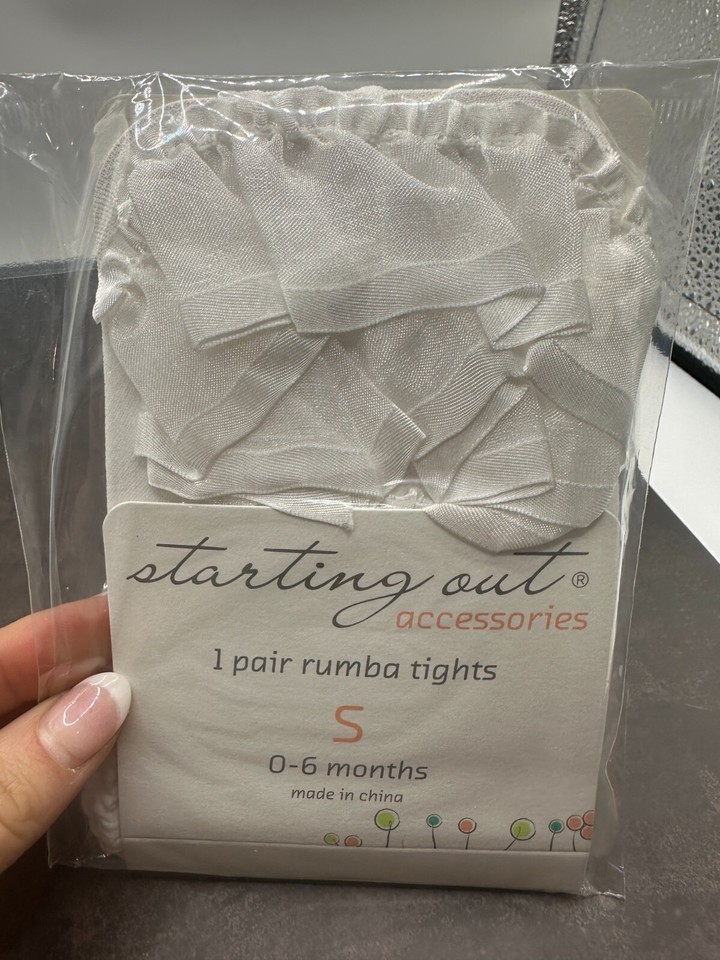 starting out®
accessories
1 pair rumba tights
S
0-6 months
made in china